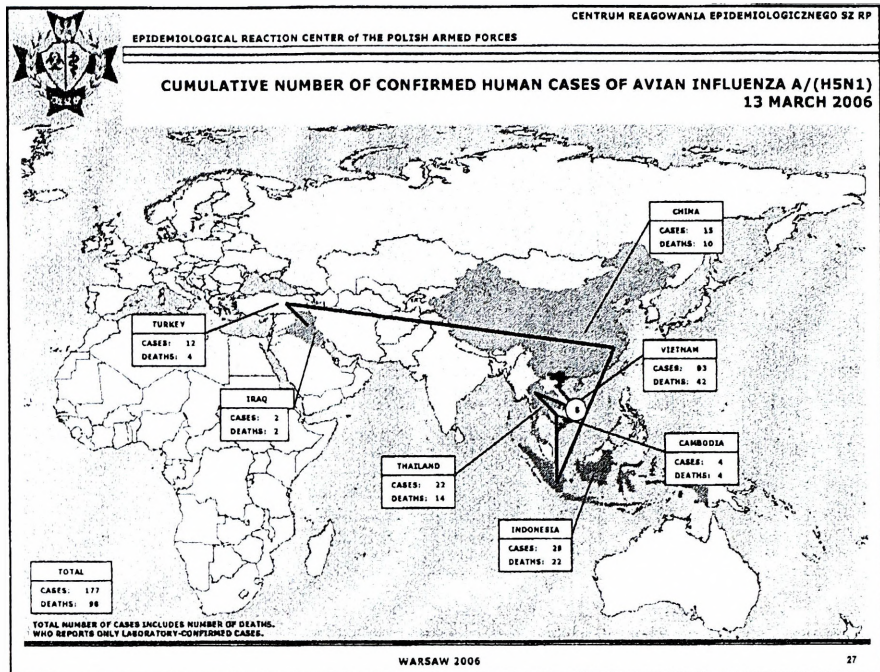 CENTRUM REAGOWANIA EPIDEMIOLOGICZNEGO SZ RP
EPIDEMIOLOGICAL REACTION CENTER of THE POLISH ARMED FORCES
CUMULATIVE NUMBER OF CONFIRMED HUMAN CASES OF AVIAN INFLUENZA A/(H5N1)
13 MARCH 2006
CHINA
CASES: 15
DEATHS: 10
TURKEY
CASES: 12
DEATHS: 4
VIETNAM
CASES: 93
DEATHS: 42
IRAQ
CASES: 2
DEATHS: 2
CAMBODIA
CASES: 4
DEATHS: 4
THAILAND
CASES: 22
DEATHS: 14
INDONESIA
CASES: 29
DEATHS: 22
TOTAL
CASES: 177
DEATHS: 98
TOTAL NUMBER OF CASES INCLUDES NUMBER OF DEATHS.
WHO REPORTS ONLY LABORATORY-CONFIRMED CASES.
WARSAW 2006
27